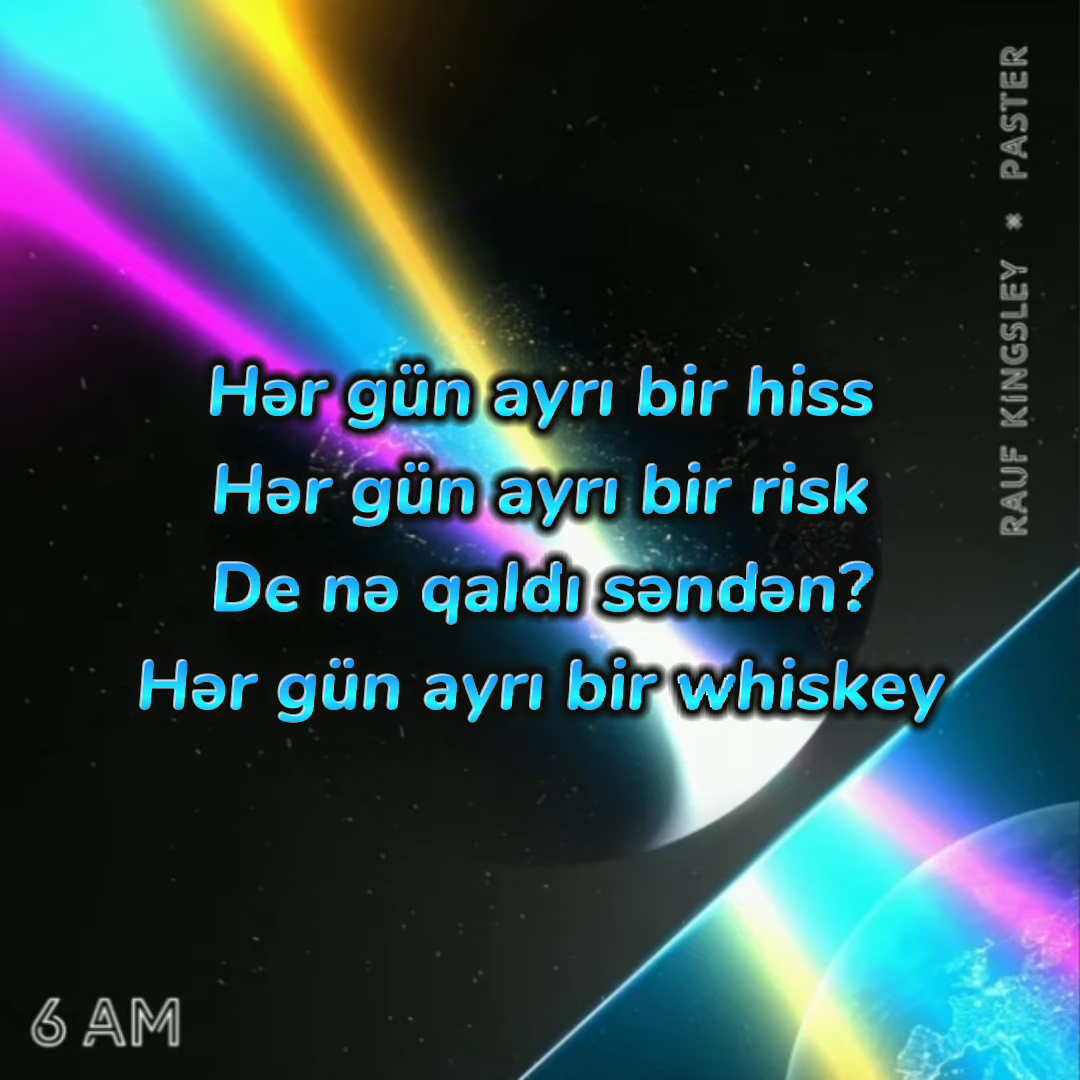 Hər gün ayrı bir hiss
Hər gün ayrı bir risk
De nə qaldı səndən?
Hər gün ayrı bir whiskey
RAUF KINGSLEY × PASTER
6 AM